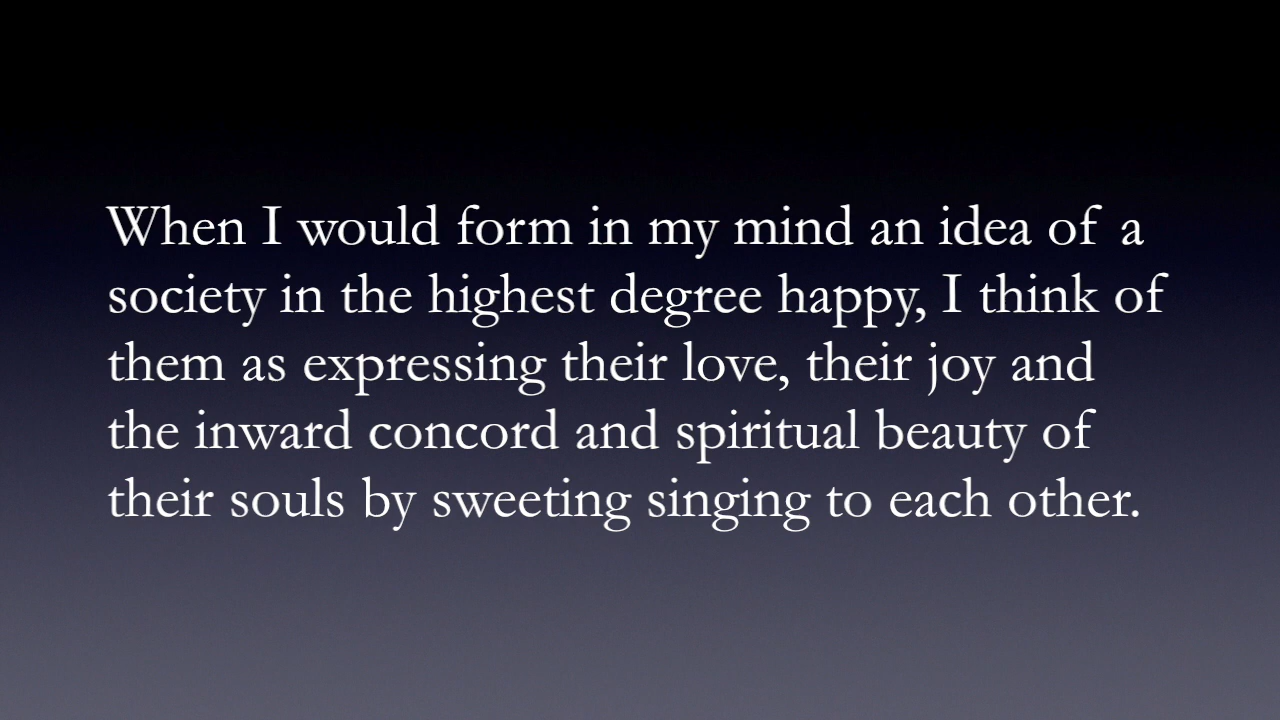 When I would form in my mind an idea of a
society in the highest degree happy, I think of
them as expressing their love, their joy and
the inward concord and spiritual beauty of
their souls by sweeting singing to each other.